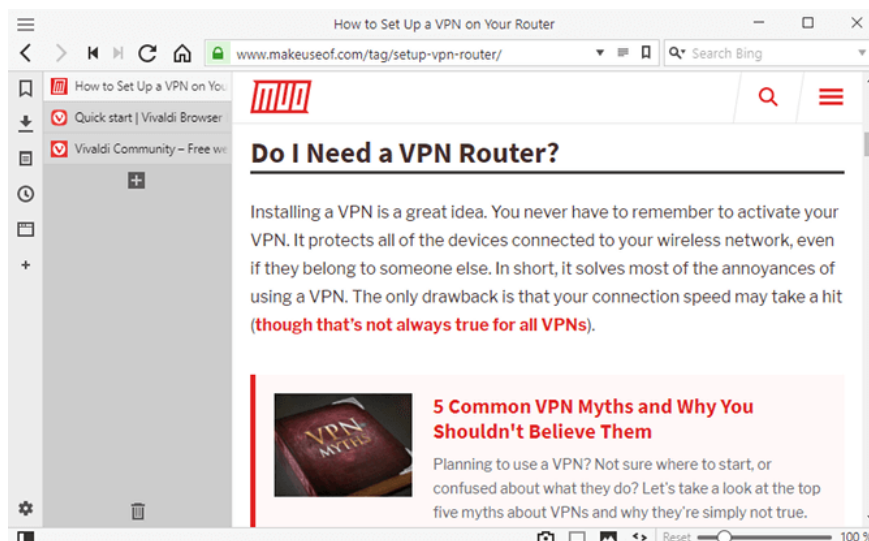 How to Set Up a VPN on Your Router
www.makeuseof.com/tag/setup-vpn-router/
Search Bing
How to Set Up a VPN on You
Quick start | Vivaldi Browser
Vivaldi Community – Free we
MUO
Do I Need a VPN Router?
Installing a VPN is a great idea. You never have to remember to activate your
VPN. It protects all of the devices connected to your wireless network, even
if they belong to someone else. In short, it solves most of the annoyances of
using a VPN. The only drawback is that your connection speed may take a hit
(though that's not always true for all VPNs).
VPN
MYTHS
5 Common VPN Myths and Why You
Shouldn't Believe Them
Planning to use a VPN? Not sure where to start, or
confused about what they do? Let's take a look at the top
five myths about VPNs and why they're simply not true.
Reset
100 %